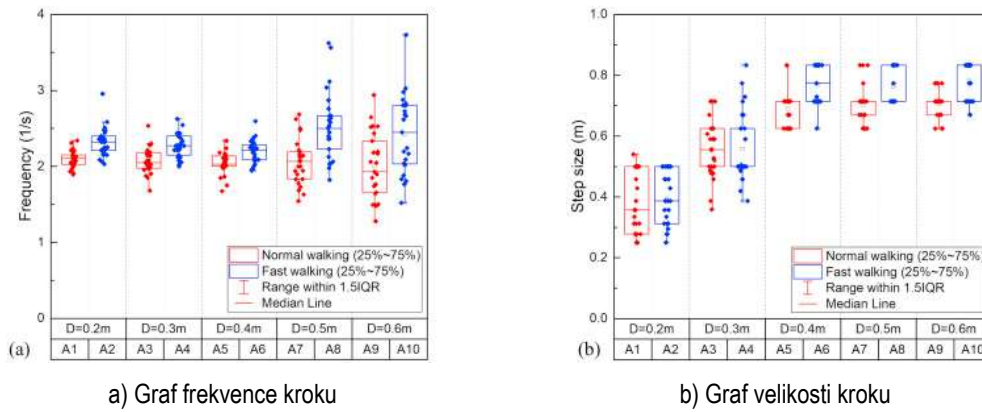 4
3
2
1
0
Frequency (1/s)
Normal walking (25%~75%)
Fast walking (25%~75%)
Range within 1.5IQR
Median Line
D=0.2m D=0.3m D=0.4m D=0.5m D=0.6m
(a) A1 A2 A3 A4 A5 A6 A7 A8 A9 A10
a) Graf frekvence kroku
1.0
0.8
0.6
0.4
0.2
0.0
Step size (m)
Normal walking (25%~75%)
Fast walking (25%~75%)
Range within 1.5IQR
Median Line
D=0.2m D=0.3m D=0.4m D=0.5m D=0.6m
(b) A1 A2 A3 A4 A5 A6 A7 A8 A9 A10
b) Graf velikosti kroku